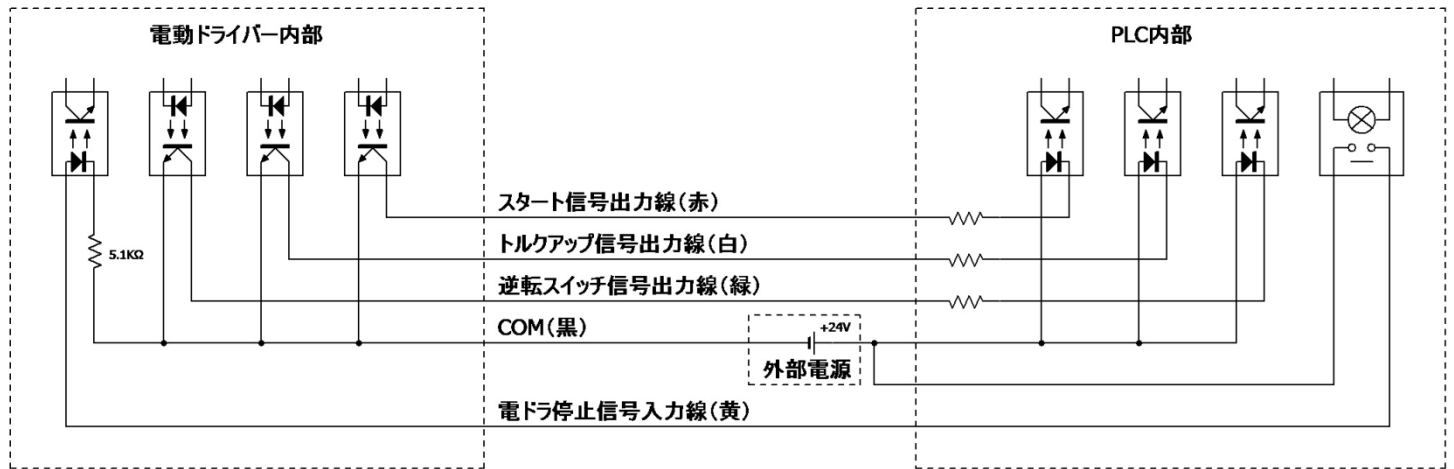 電動ドライバー内部
PLC内部
スタート信号出力線(赤)
トルクアップ信号出力線(白)
5.1KΩ
逆転スイッチ信号出力線(緑)
COM(黒)
+24V
外部電源
電ドラ停止信号入力線(黄)